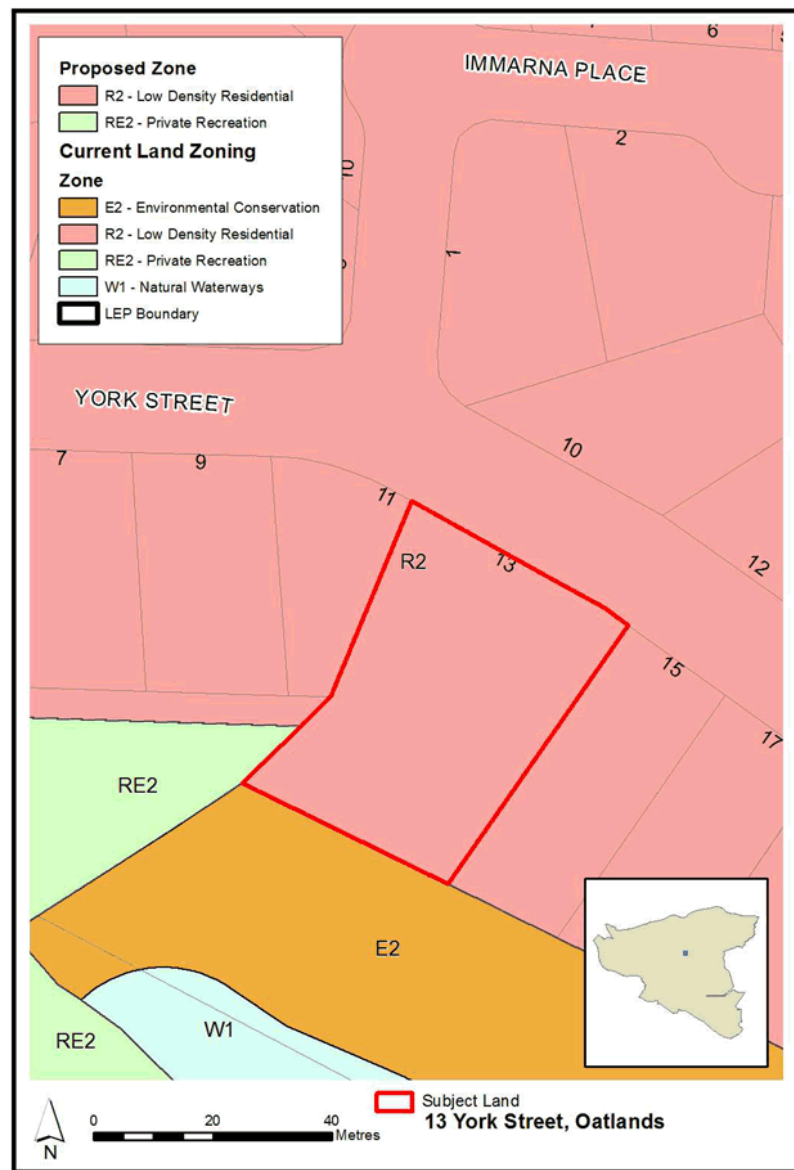 Proposed Zone
R2 - Low Density Residential
RE2 - Private Recreation
Current Land Zoning
Zone
E2 - Environmental Conservation
R2 - Low Density Residential
RE2 - Private Recreation
W1 - Natural Waterways
LEP Boundary
6
IMMARNA PLACE
2
10
1
YORK STREET
7
9
10
11
13
R2
12
15
17
RE2
E2
W1
RE2
N
0 20 40
Metres
Subject Land
13 York Street, Oatlands